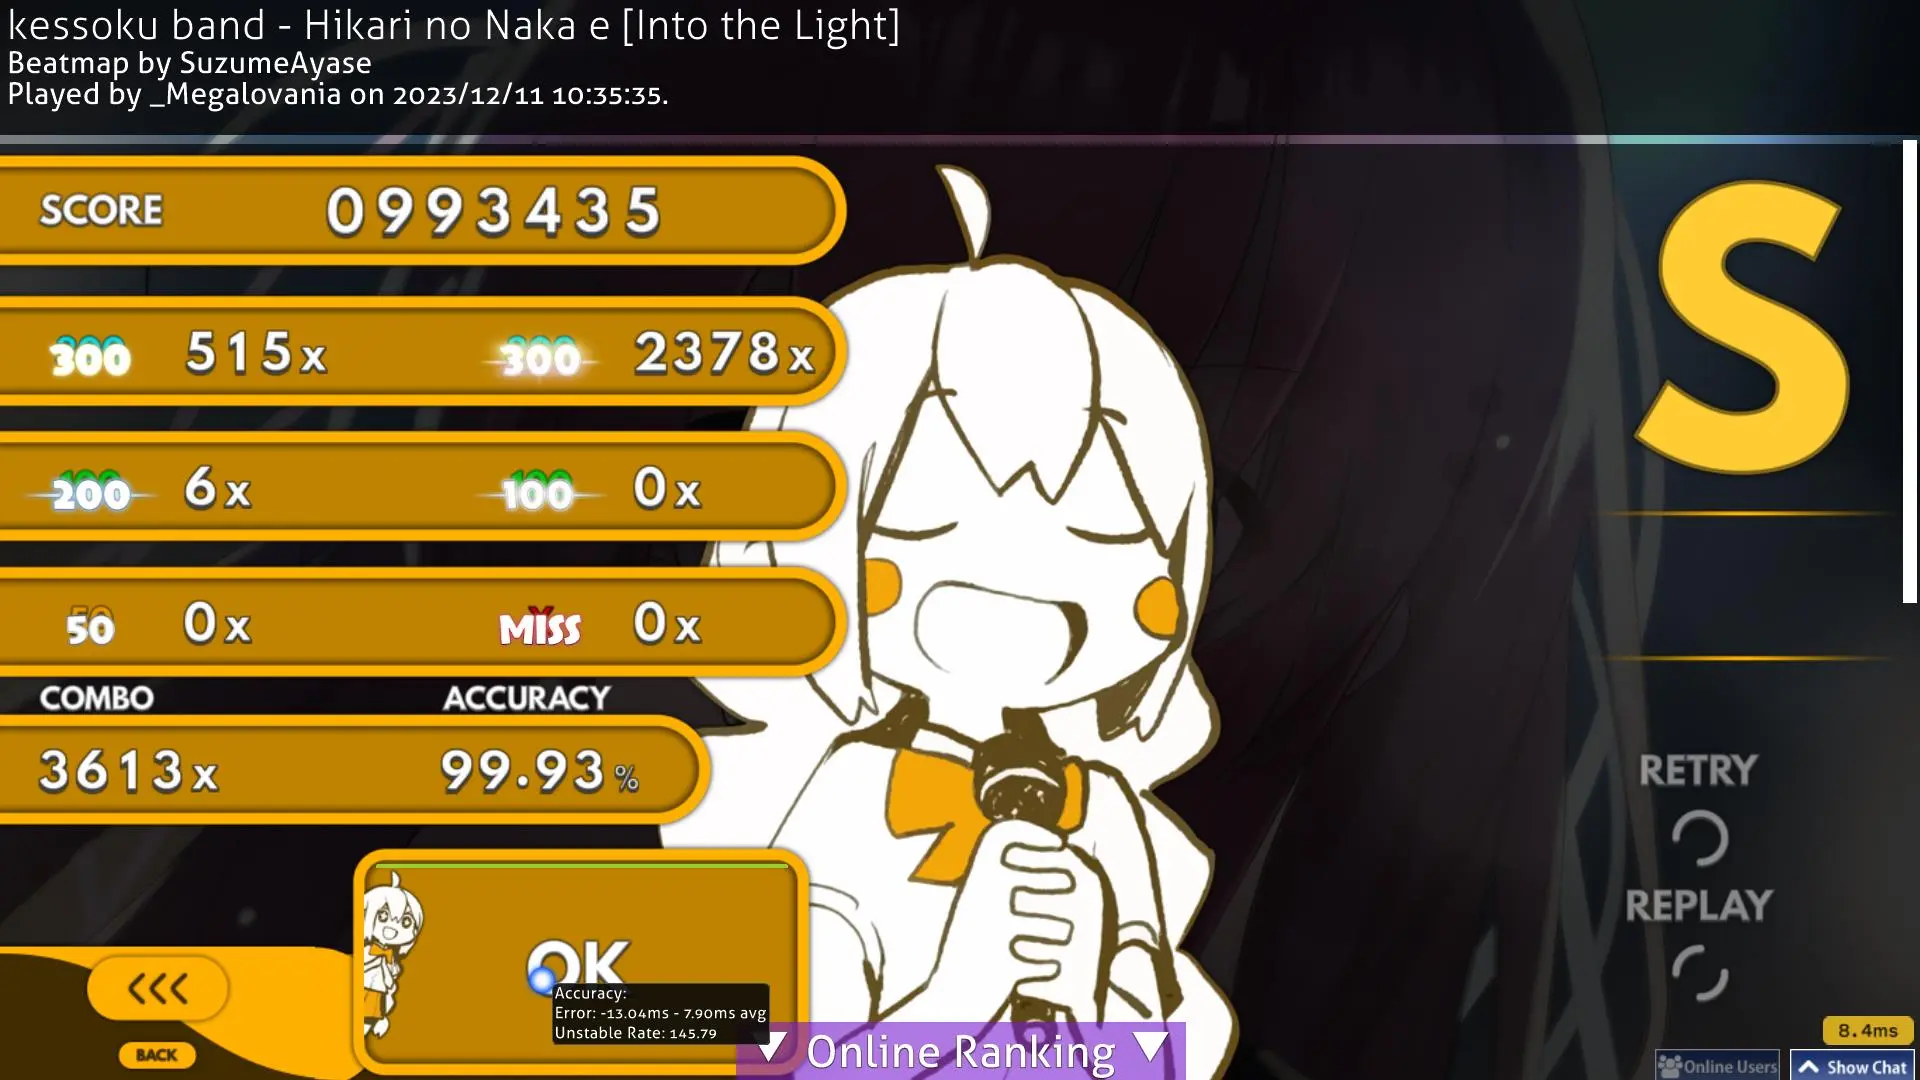 kessoku band - Hikari no Naka e [Into the Light]
Beatmap by SuzumeAyase
Played by _Megalovania on 2023/12/11 10:35:35.
SCORE 0993435
300 515x 300 2378x
200 6x 100 0x
50 0x MISS 0x
COMBO ACCURACY
3613x 99.93%
RETRY
REPLAY
OK
Accuracy:
Error: -13.04ms - 7.90ms avg
Unstable Rate: 145.79
<<<
BACK
▼ Online Ranking ▼
8.4ms
Online Users
Show Chat
S